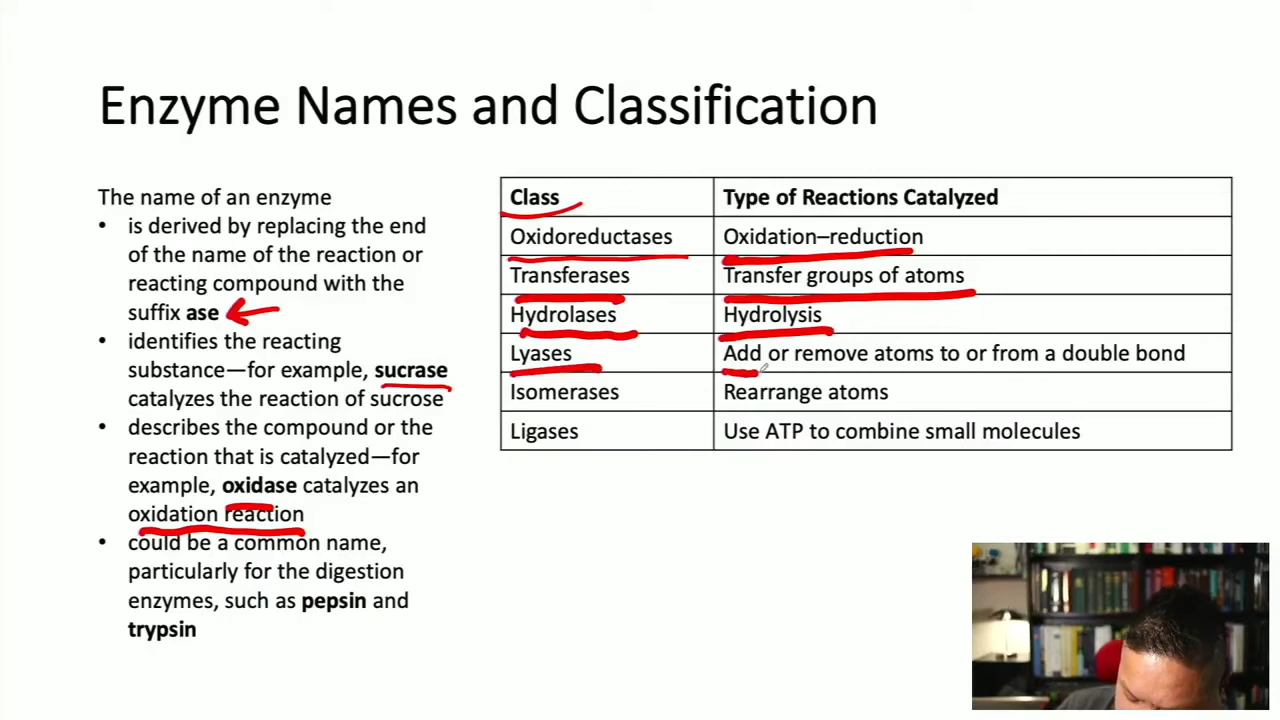 Enzyme Names and Classification
The name of an enzyme
• is derived by replacing the end
of the name of the reaction or
reacting compound with the
suffix ase
• identifies the reacting
substance—for example, sucrase
catalyzes the reaction of sucrose
• describes the compound or the
reaction that is catalyzed—for
example, oxidase catalyzes an
oxidation reaction
• could be a common name,
particularly for the digestion
enzymes, such as pepsin and
trypsin
Class Type of Reactions Catalyzed
Oxidoreductases Oxidation–reduction
Transferases Transfer groups of atoms
Hydrolases Hydrolysis
Lyases Add or remove atoms to or from a double bond
Isomerases Rearrange atoms
Ligases Use ATP to combine small molecules